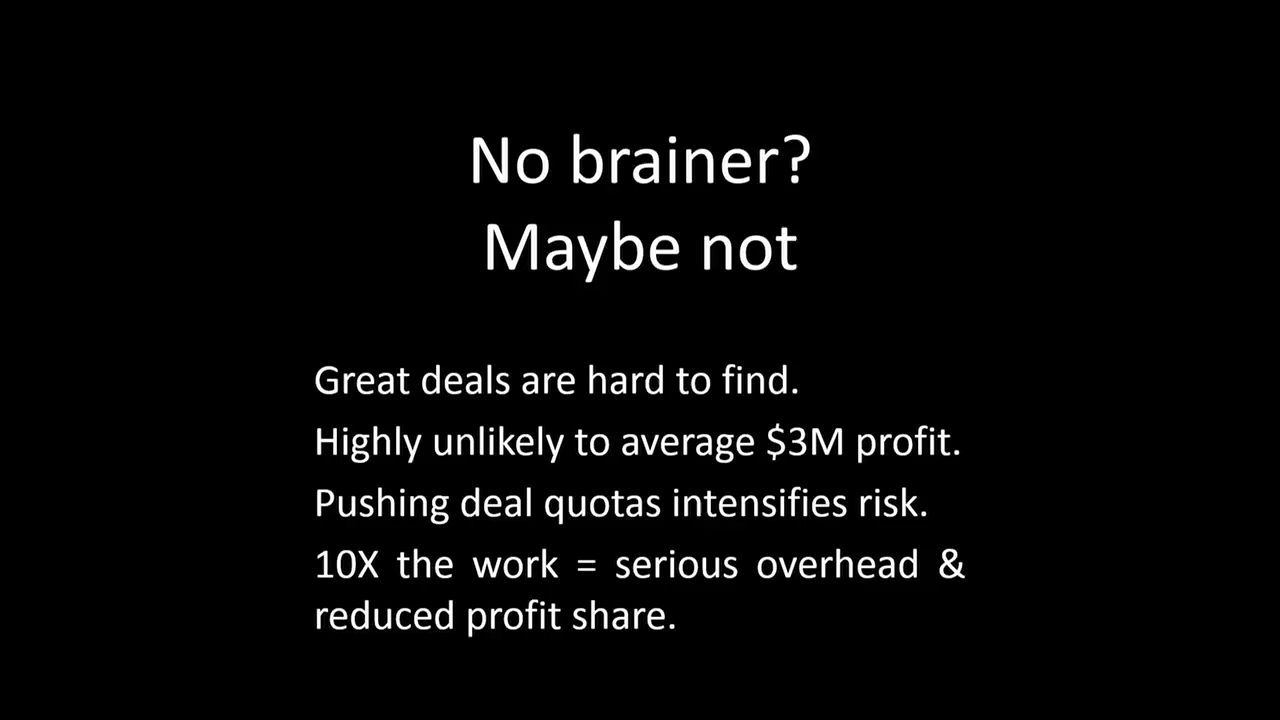 No brainer?
Maybe not
Great deals are hard to find.
Highly unlikely to average $3M profit.
Pushing deal quotas intensifies risk.
10X the work = serious overhead &
reduced profit share.